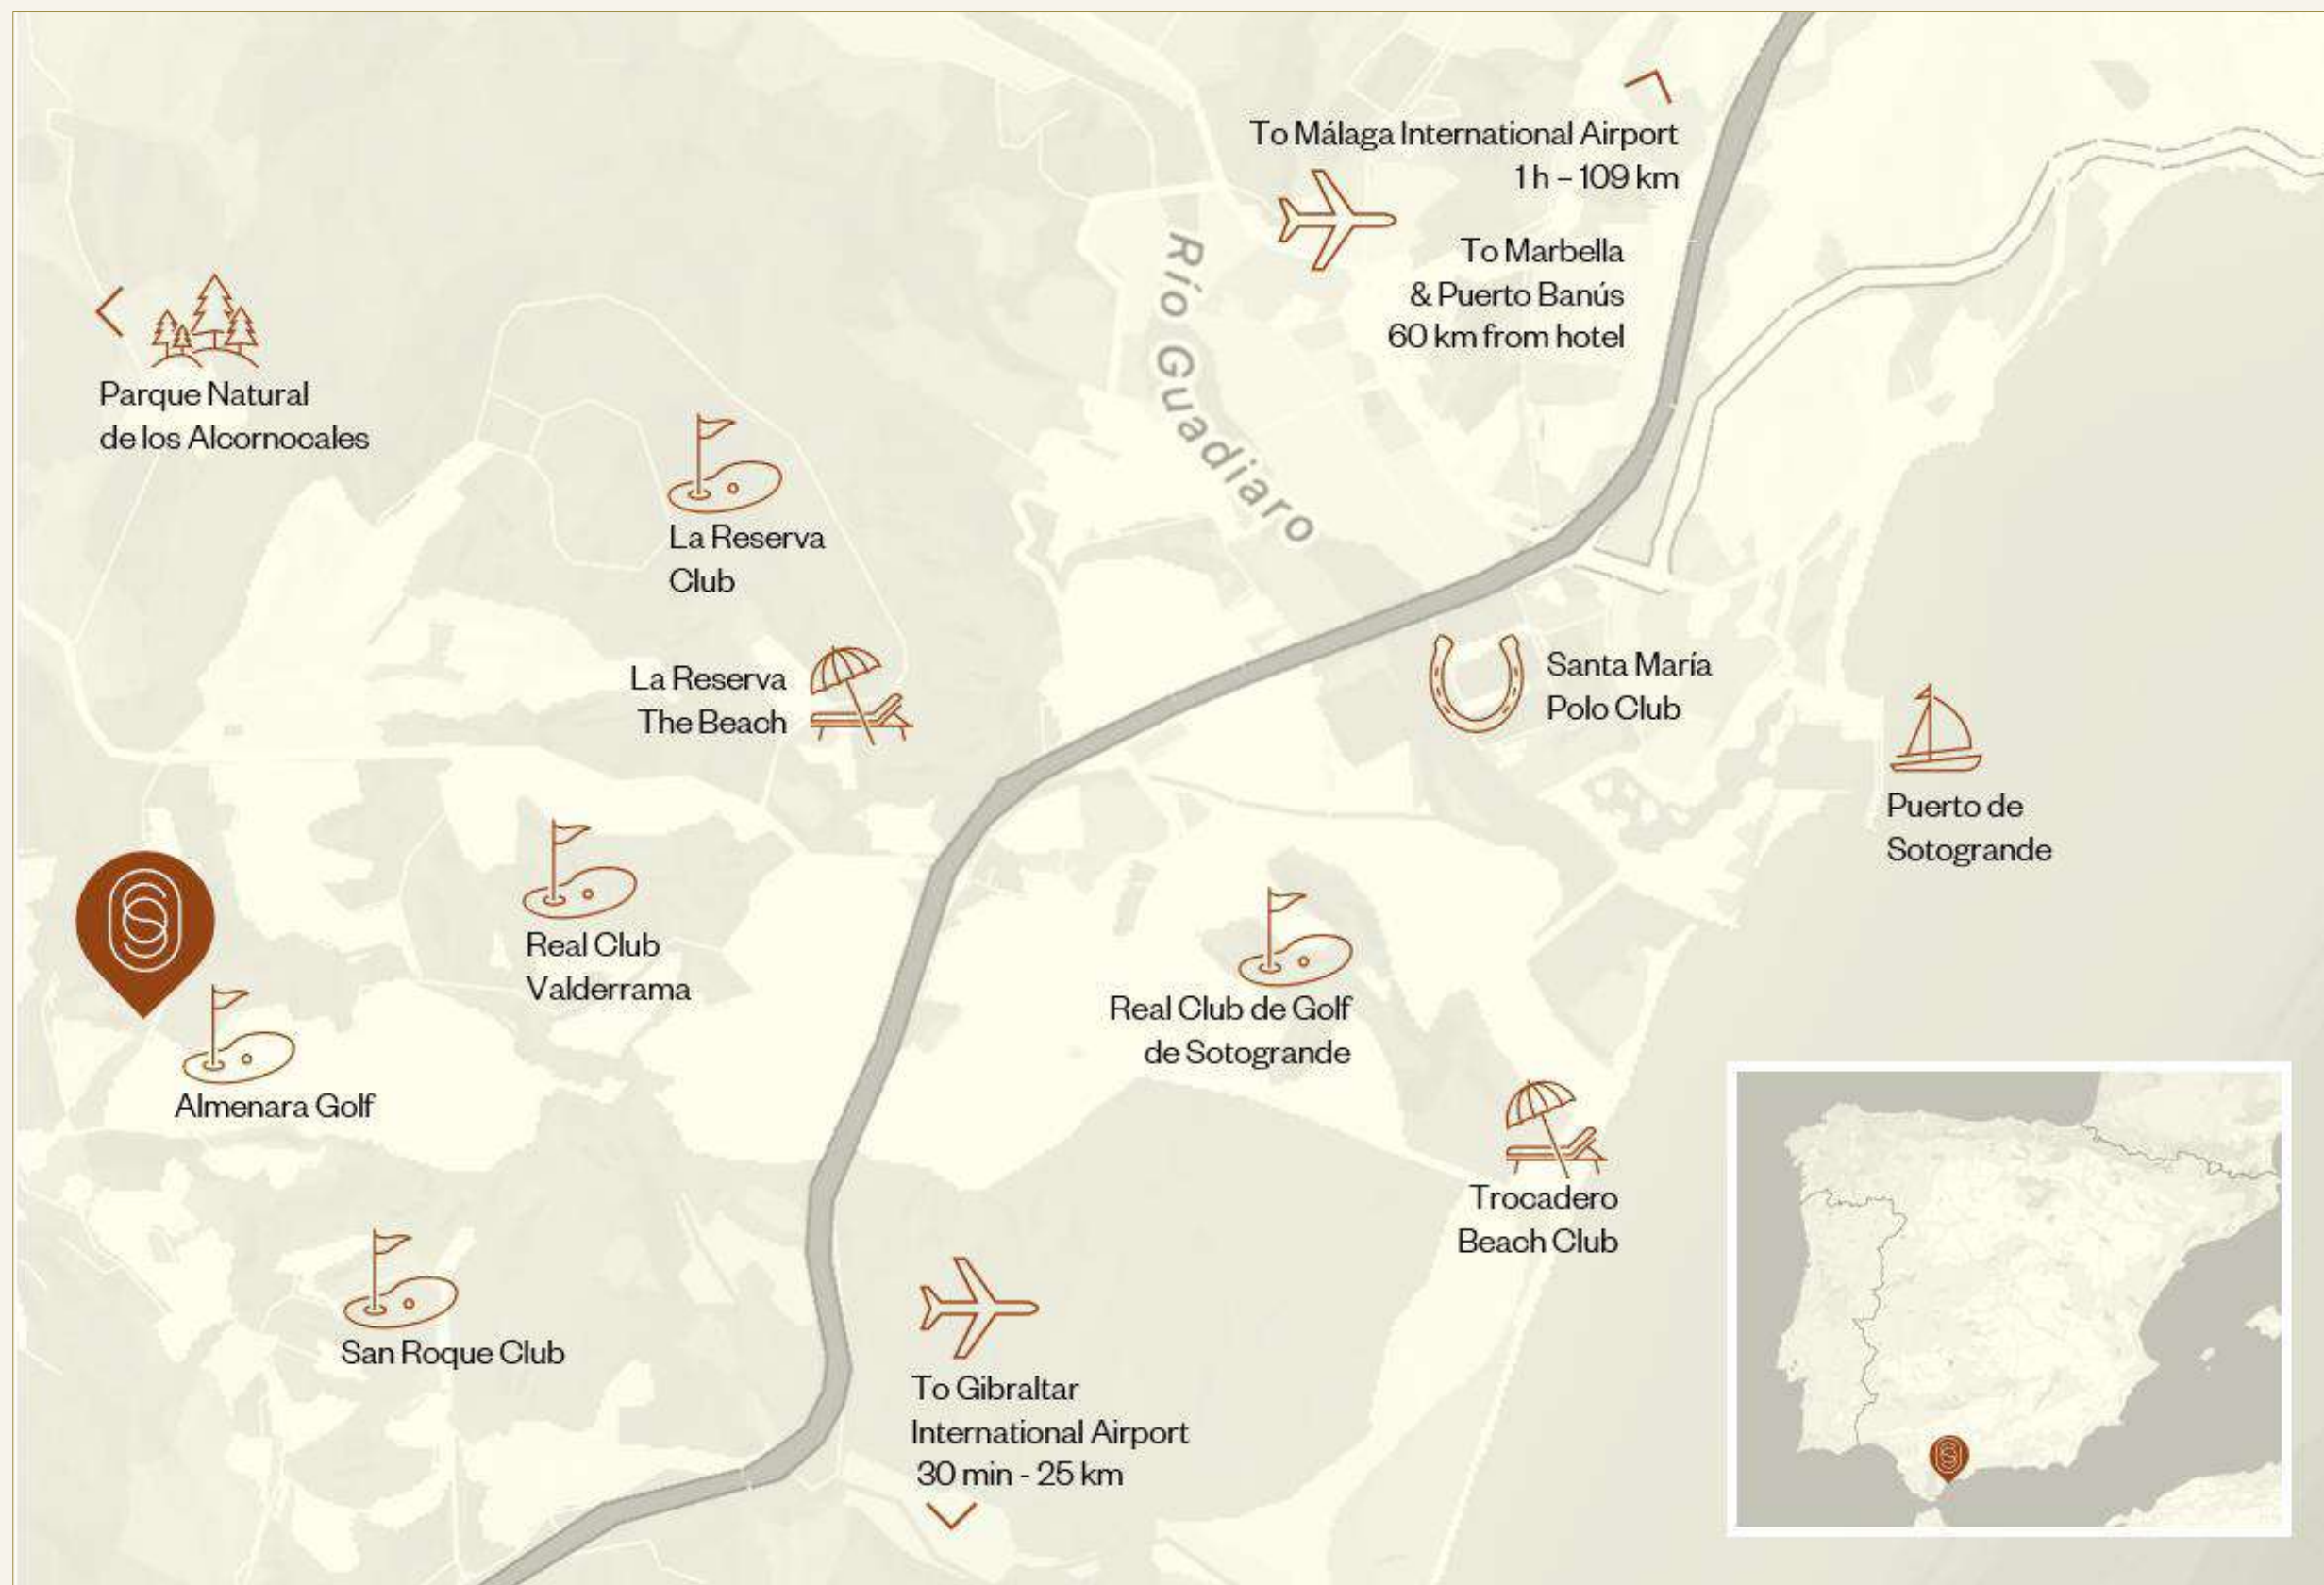 To Málaga International Airport
1 h – 109 km
To Marbella
& Puerto Banús
60 km from hotel
Río Guadiaro
Parque Natural
de los Alcornocales
La Reserva
Club
La Reserva
The Beach
Santa María
Polo Club
Puerto de
Sotogrande
Real Club
Valderrama
Real Club de Golf
de Sotogrande
Almenara Golf
Trocadero
Beach Club
San Roque Club
To Gibraltar
International Airport
30 min - 25 km